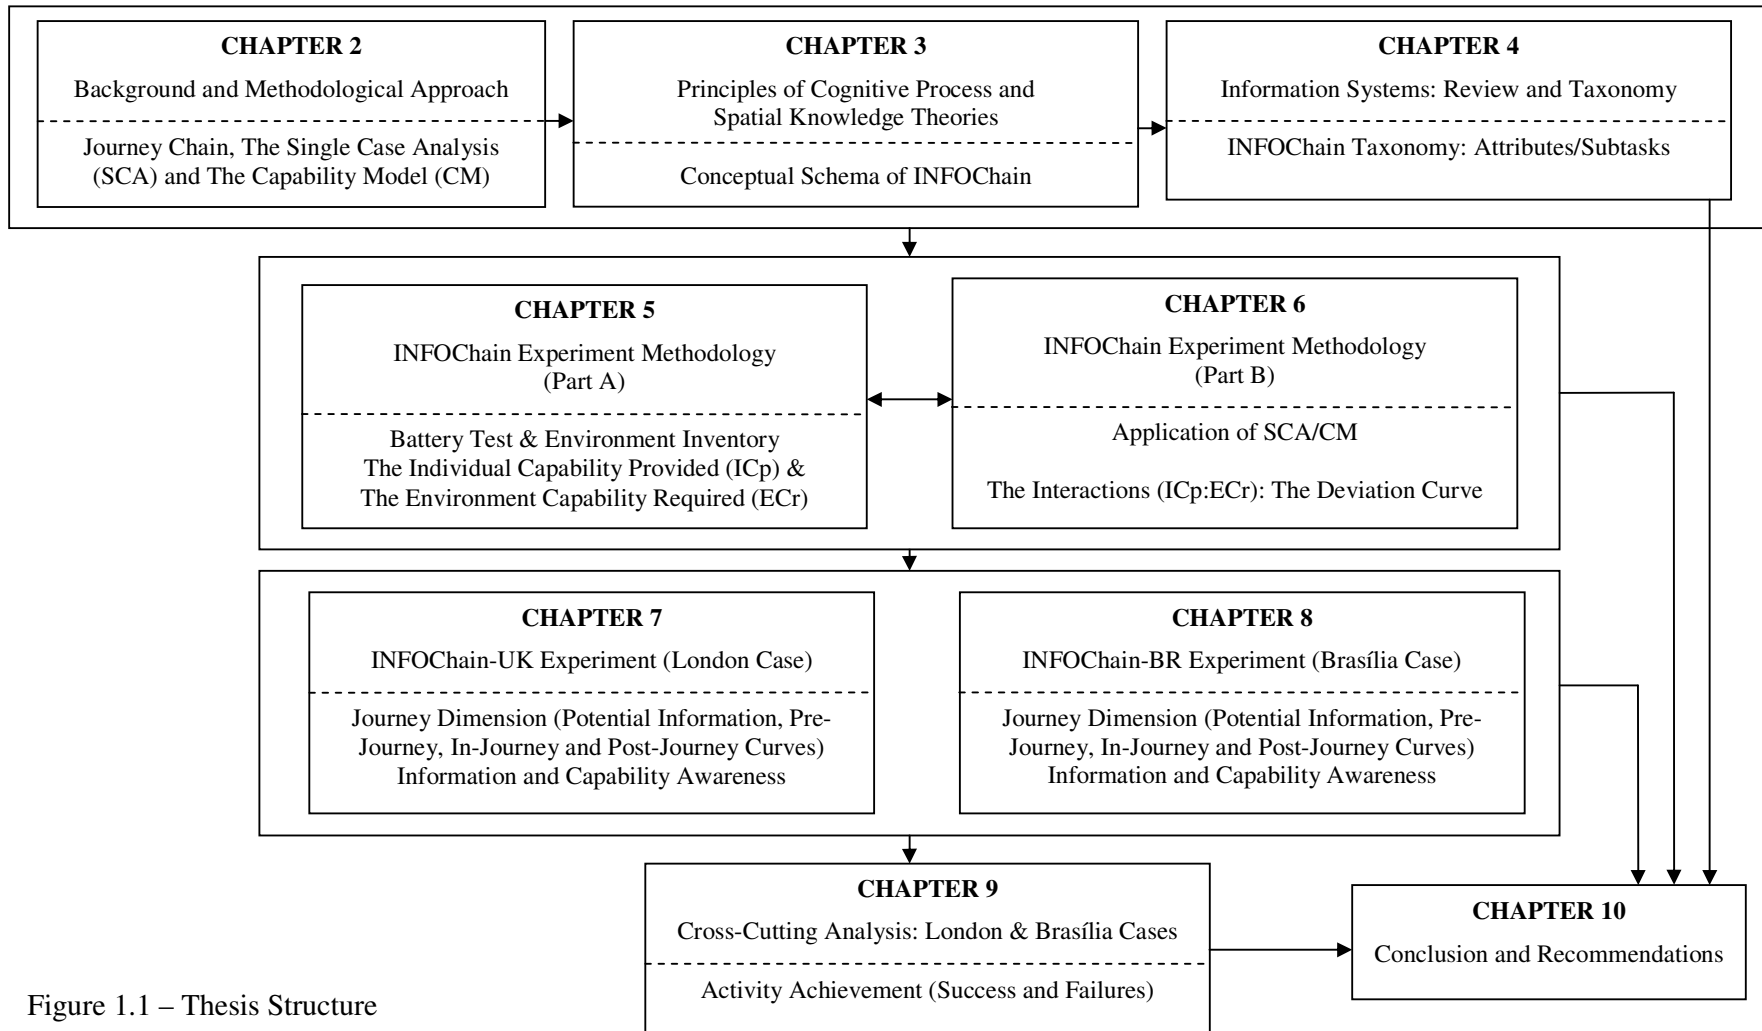 CHAPTER 2
Background and Methodological Approach
Journey Chain, The Single Case Analysis
(SCA) and The Capability Model (CM)
CHAPTER 3
Principles of Cognitive Process and
Spatial Knowledge Theories
Conceptual Schema of INFOChain
CHAPTER 4
Information Systems: Review and Taxonomy
INFOChain Taxonomy: Attributes/Subtasks
CHAPTER 5
INFOChain Experiment Methodology
(Part A)
Battery Test & Environment Inventory
The Individual Capability Provided (ICp) &
The Environment Capability Required (ECr)
CHAPTER 6
INFOChain Experiment Methodology
(Part B)
Application of SCA/CM
The Interactions (ICp:ECr): The Deviation Curve
CHAPTER 7
INFOChain-UK Experiment (London Case)
Journey Dimension (Potential Information, Pre-
Journey, In-Journey and Post-Journey Curves)
Information and Capability Awareness
CHAPTER 8
INFOChain-BR Experiment (Brasília Case)
Journey Dimension (Potential Information, Pre-
Journey, In-Journey and Post-Journey Curves)
Information and Capability Awareness
CHAPTER 9
Cross-Cutting Analysis: London & Brasília Cases
Activity Achievement (Success and Failures)
CHAPTER 10
Conclusion and Recommendations
Figure 1.1 – Thesis Structure